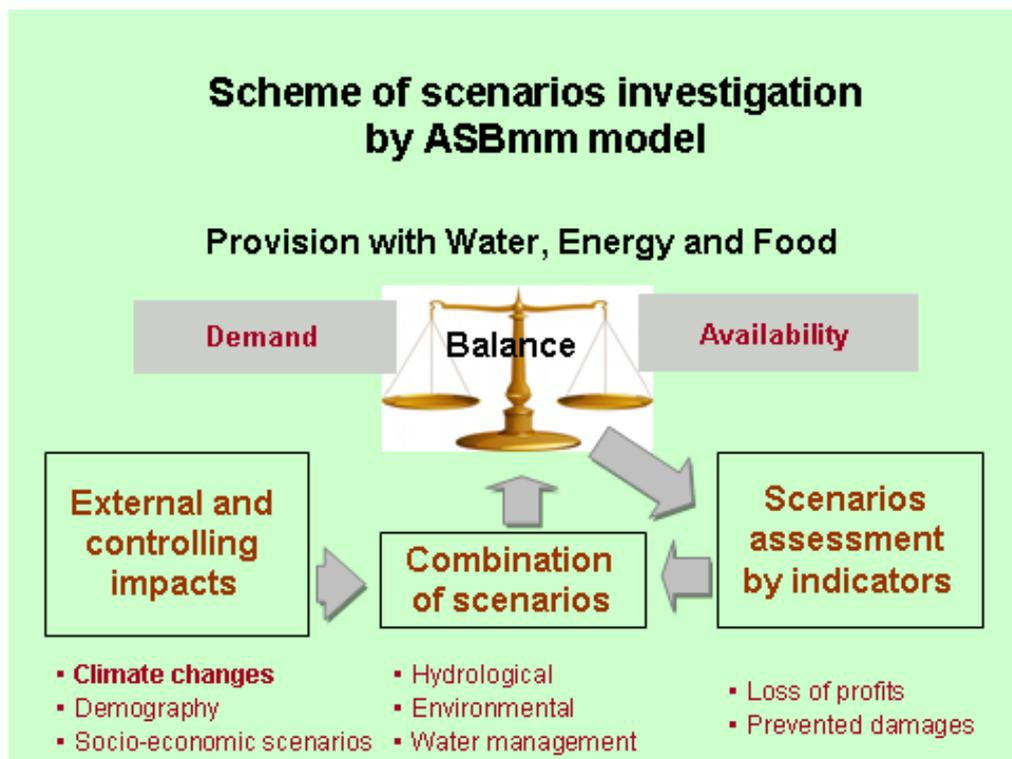 Scheme of scenarios investigation
by ASBmm model
Provision with Water, Energy and Food
Demand
Balance
Availability
External and
controlling
impacts
Combination
of scenarios
Scenarios
assessment
by indicators
▪ Climate changes
▪ Demography
▪ Socio-economic scenarios
▪ Hydrological
▪ Environmental
▪ Water management
▪ Loss of profits
▪ Prevented damages